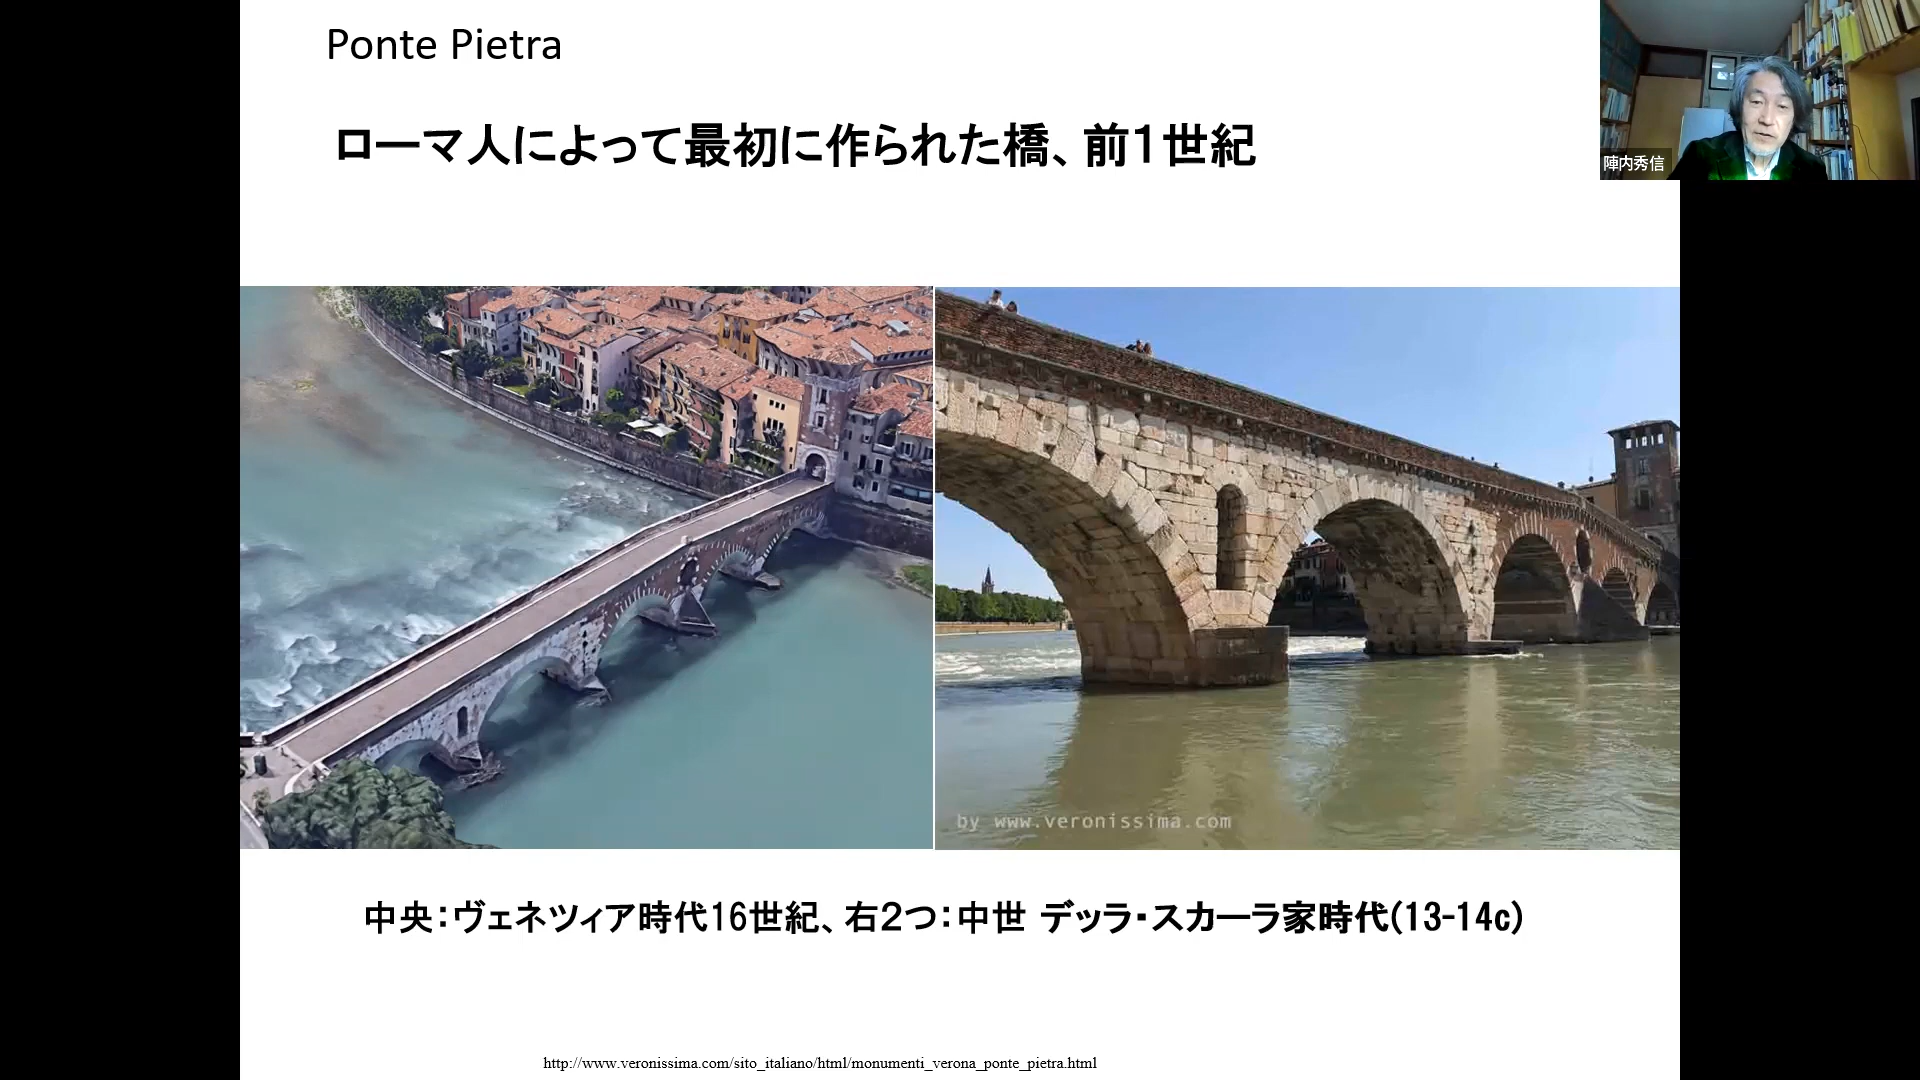 Ponte Pietra
ローマ人によって最初に作られた橋、前１世紀
陣内秀信
by www.veronissima.com
中央：ヴェネツィア時代16世紀、右２つ：中世 デッラ・スカーラ家時代(13-14c)
http://www.veronissima.com/sito_italiano/html/monumenti_verona_ponte_pietra.html